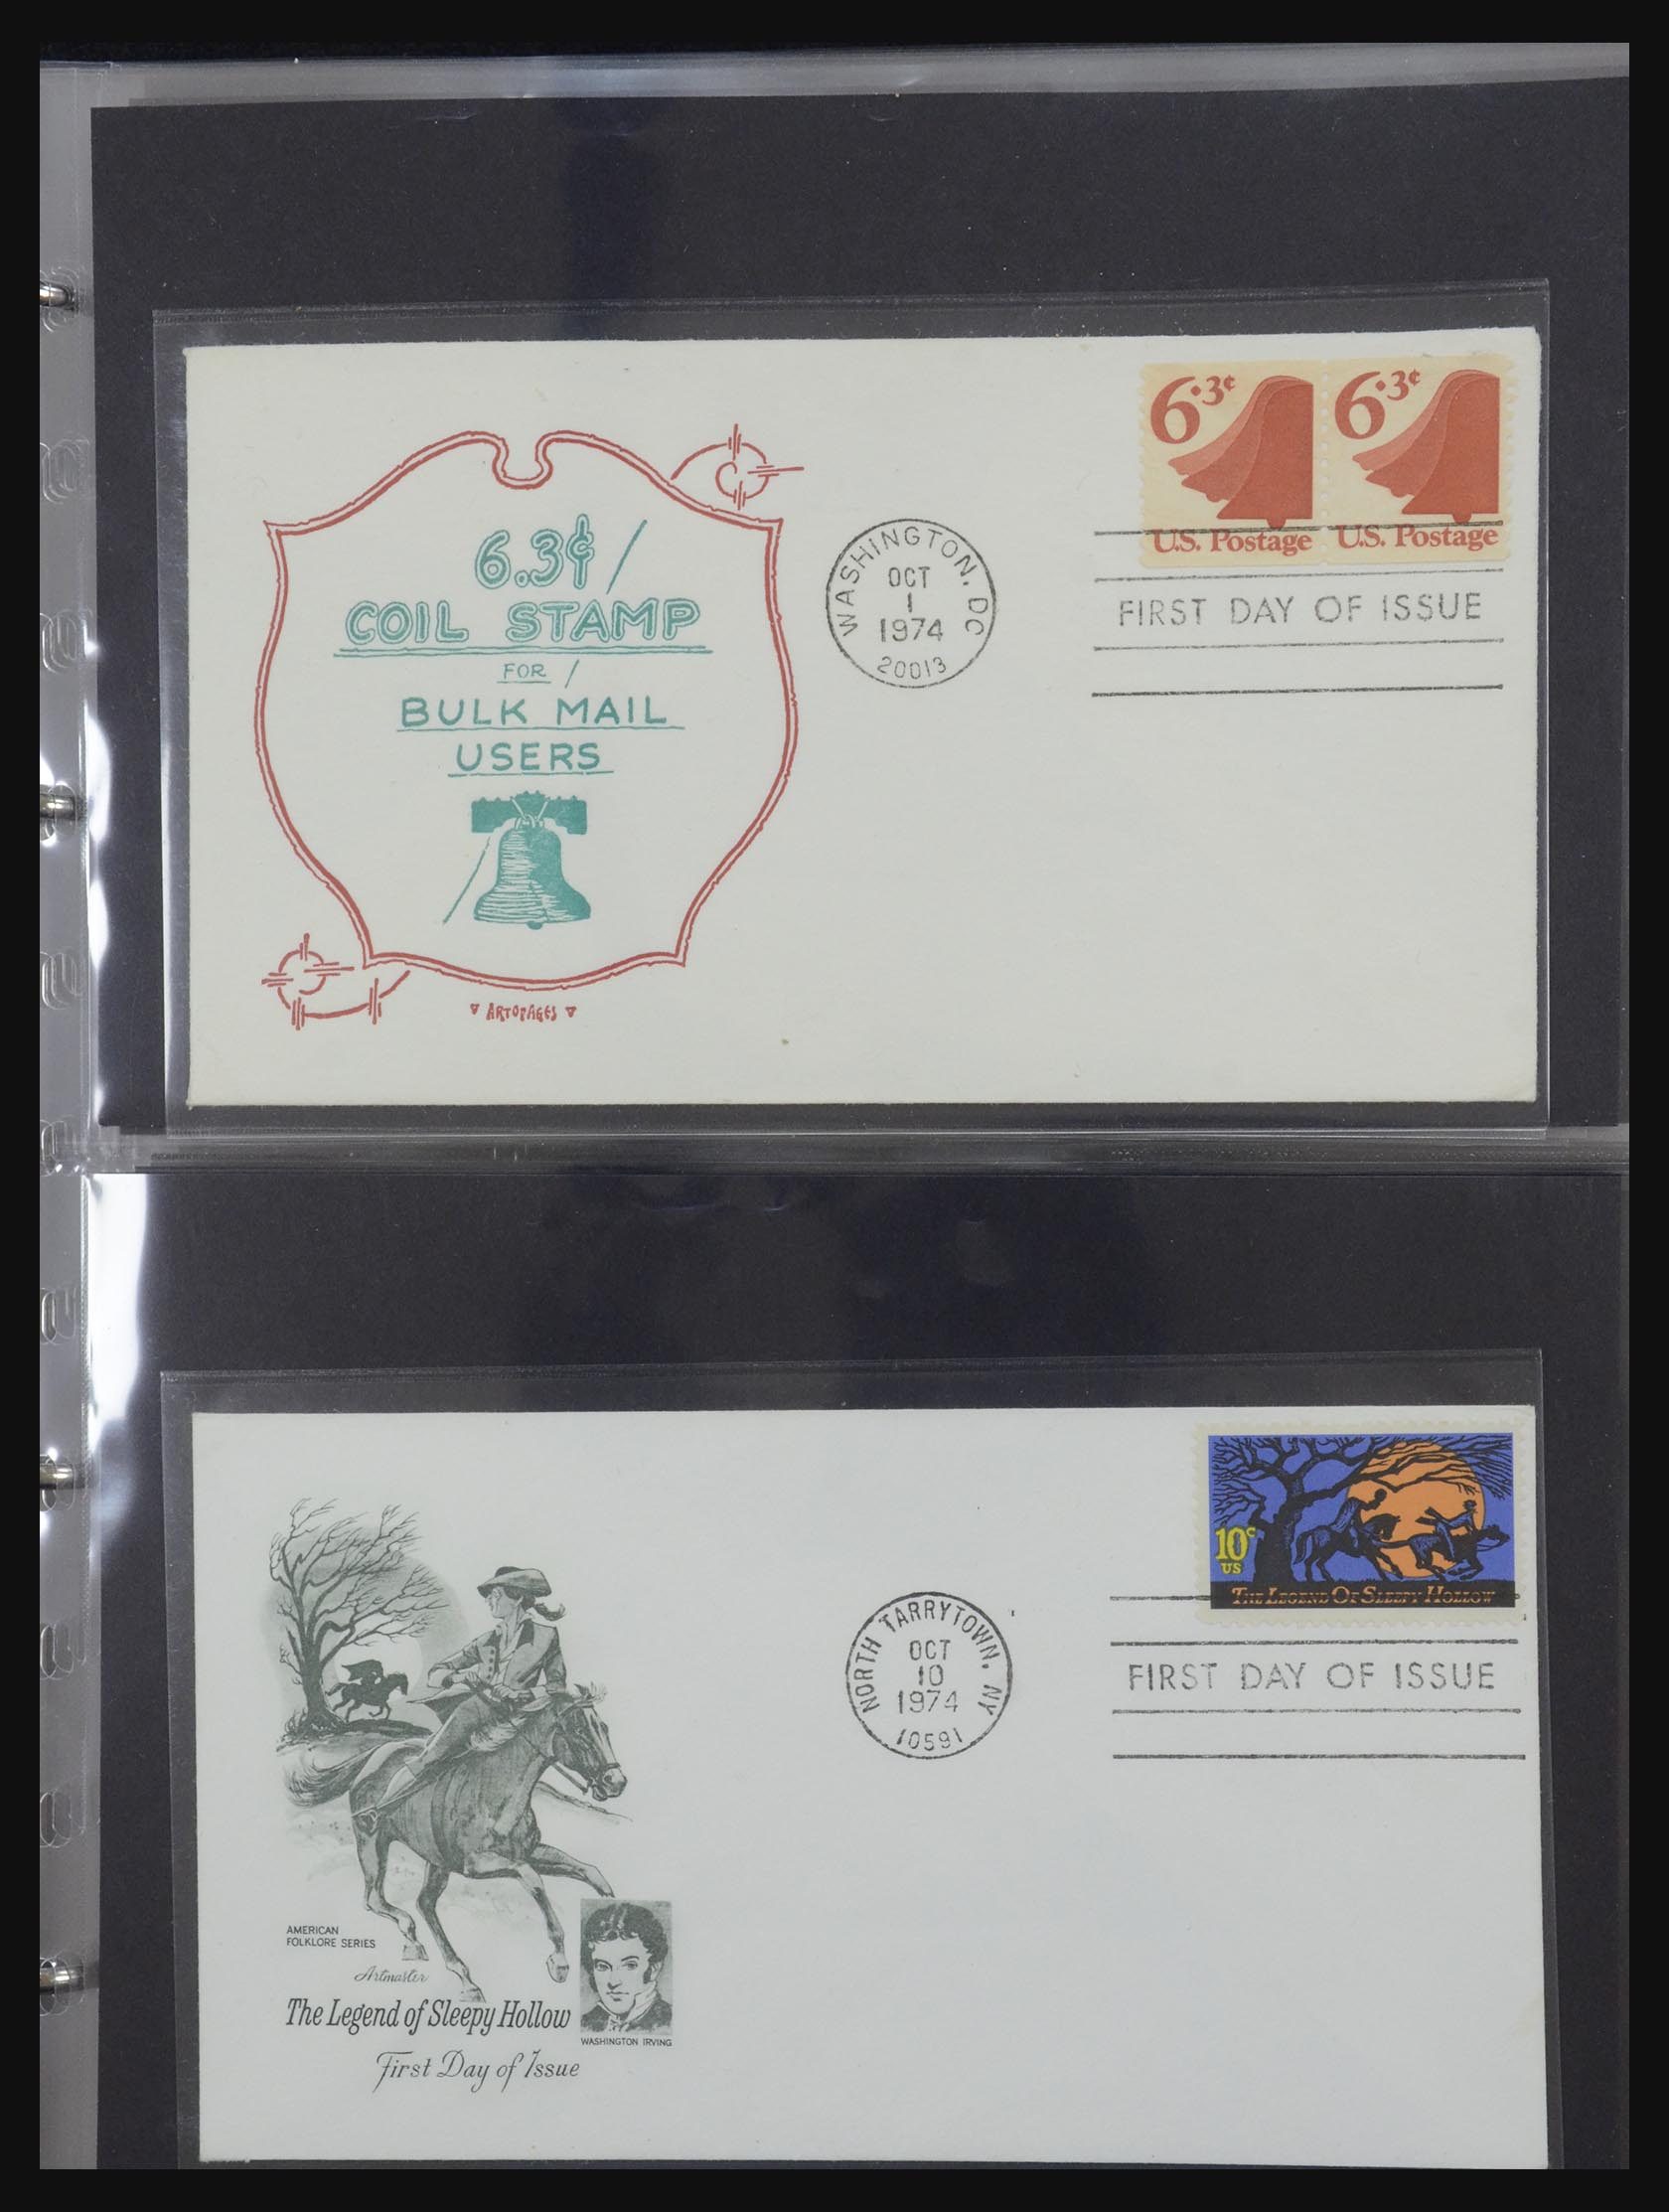 6.3¢
6.3¢
U.S. Postage
U.S. Postage
6.3¢/
COIL STAMP
FOR /
BULK MAIL
USERS
ARTOPAGES
WASHINGTON, DC
OCT
1
1974
20013
FIRST DAY OF ISSUE
10c
US
THE LEGEND OF SLEEPY HOLLOW
NORTH TARRYTOWN, NY
OCT
10
1974
10591
FIRST DAY OF ISSUE
AMERICAN
FOLKLORE SERIES
Artmaster
The Legend of Sleepy Hollow
WASHINGTON IRVING
First Day of Issue